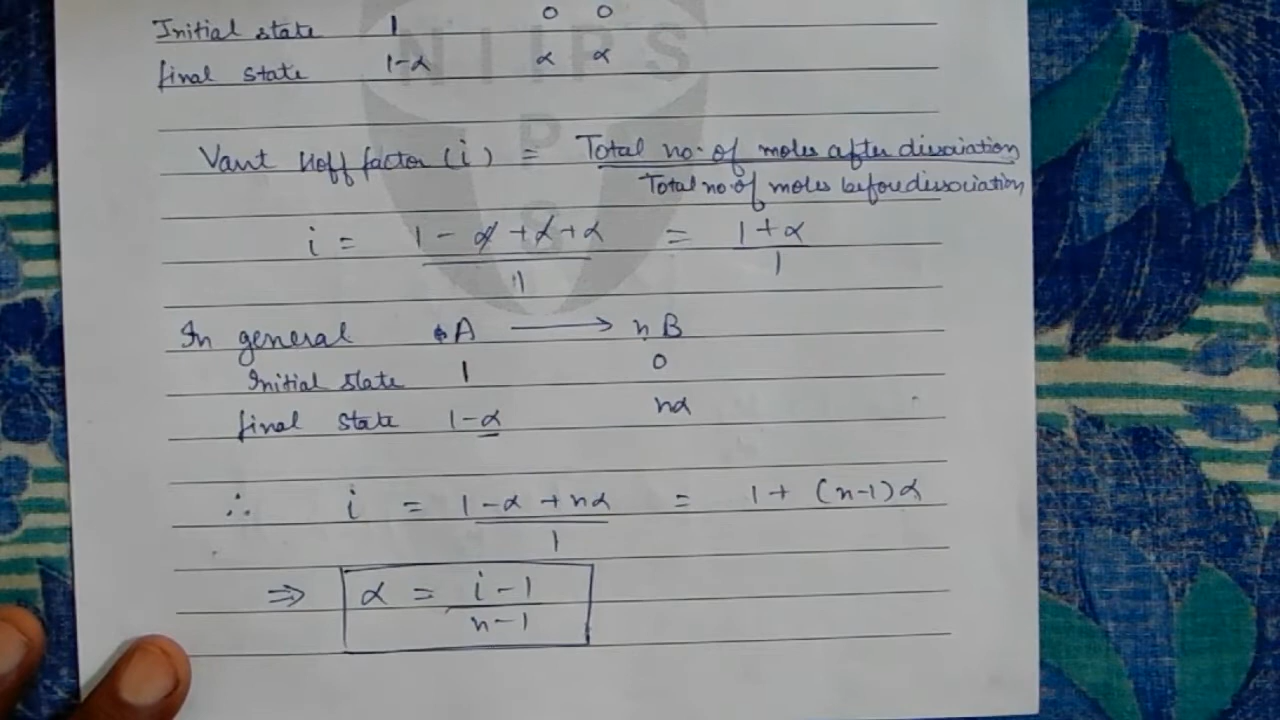 0 0
Initial state 1
final state 1-α α α
NIIPS
P
S
Vant Hoff factor (i) = Total no. of moles after dissociation
Total no. of moles before dissociation
i = 1 - α + α + α = 1 + α
1 1
In general A → nB
Initial state 1 0
final state 1-α nα
∴ i = 1 - α + nα = 1 + (n-1)α
1
⇒ α = i - 1
n - 1